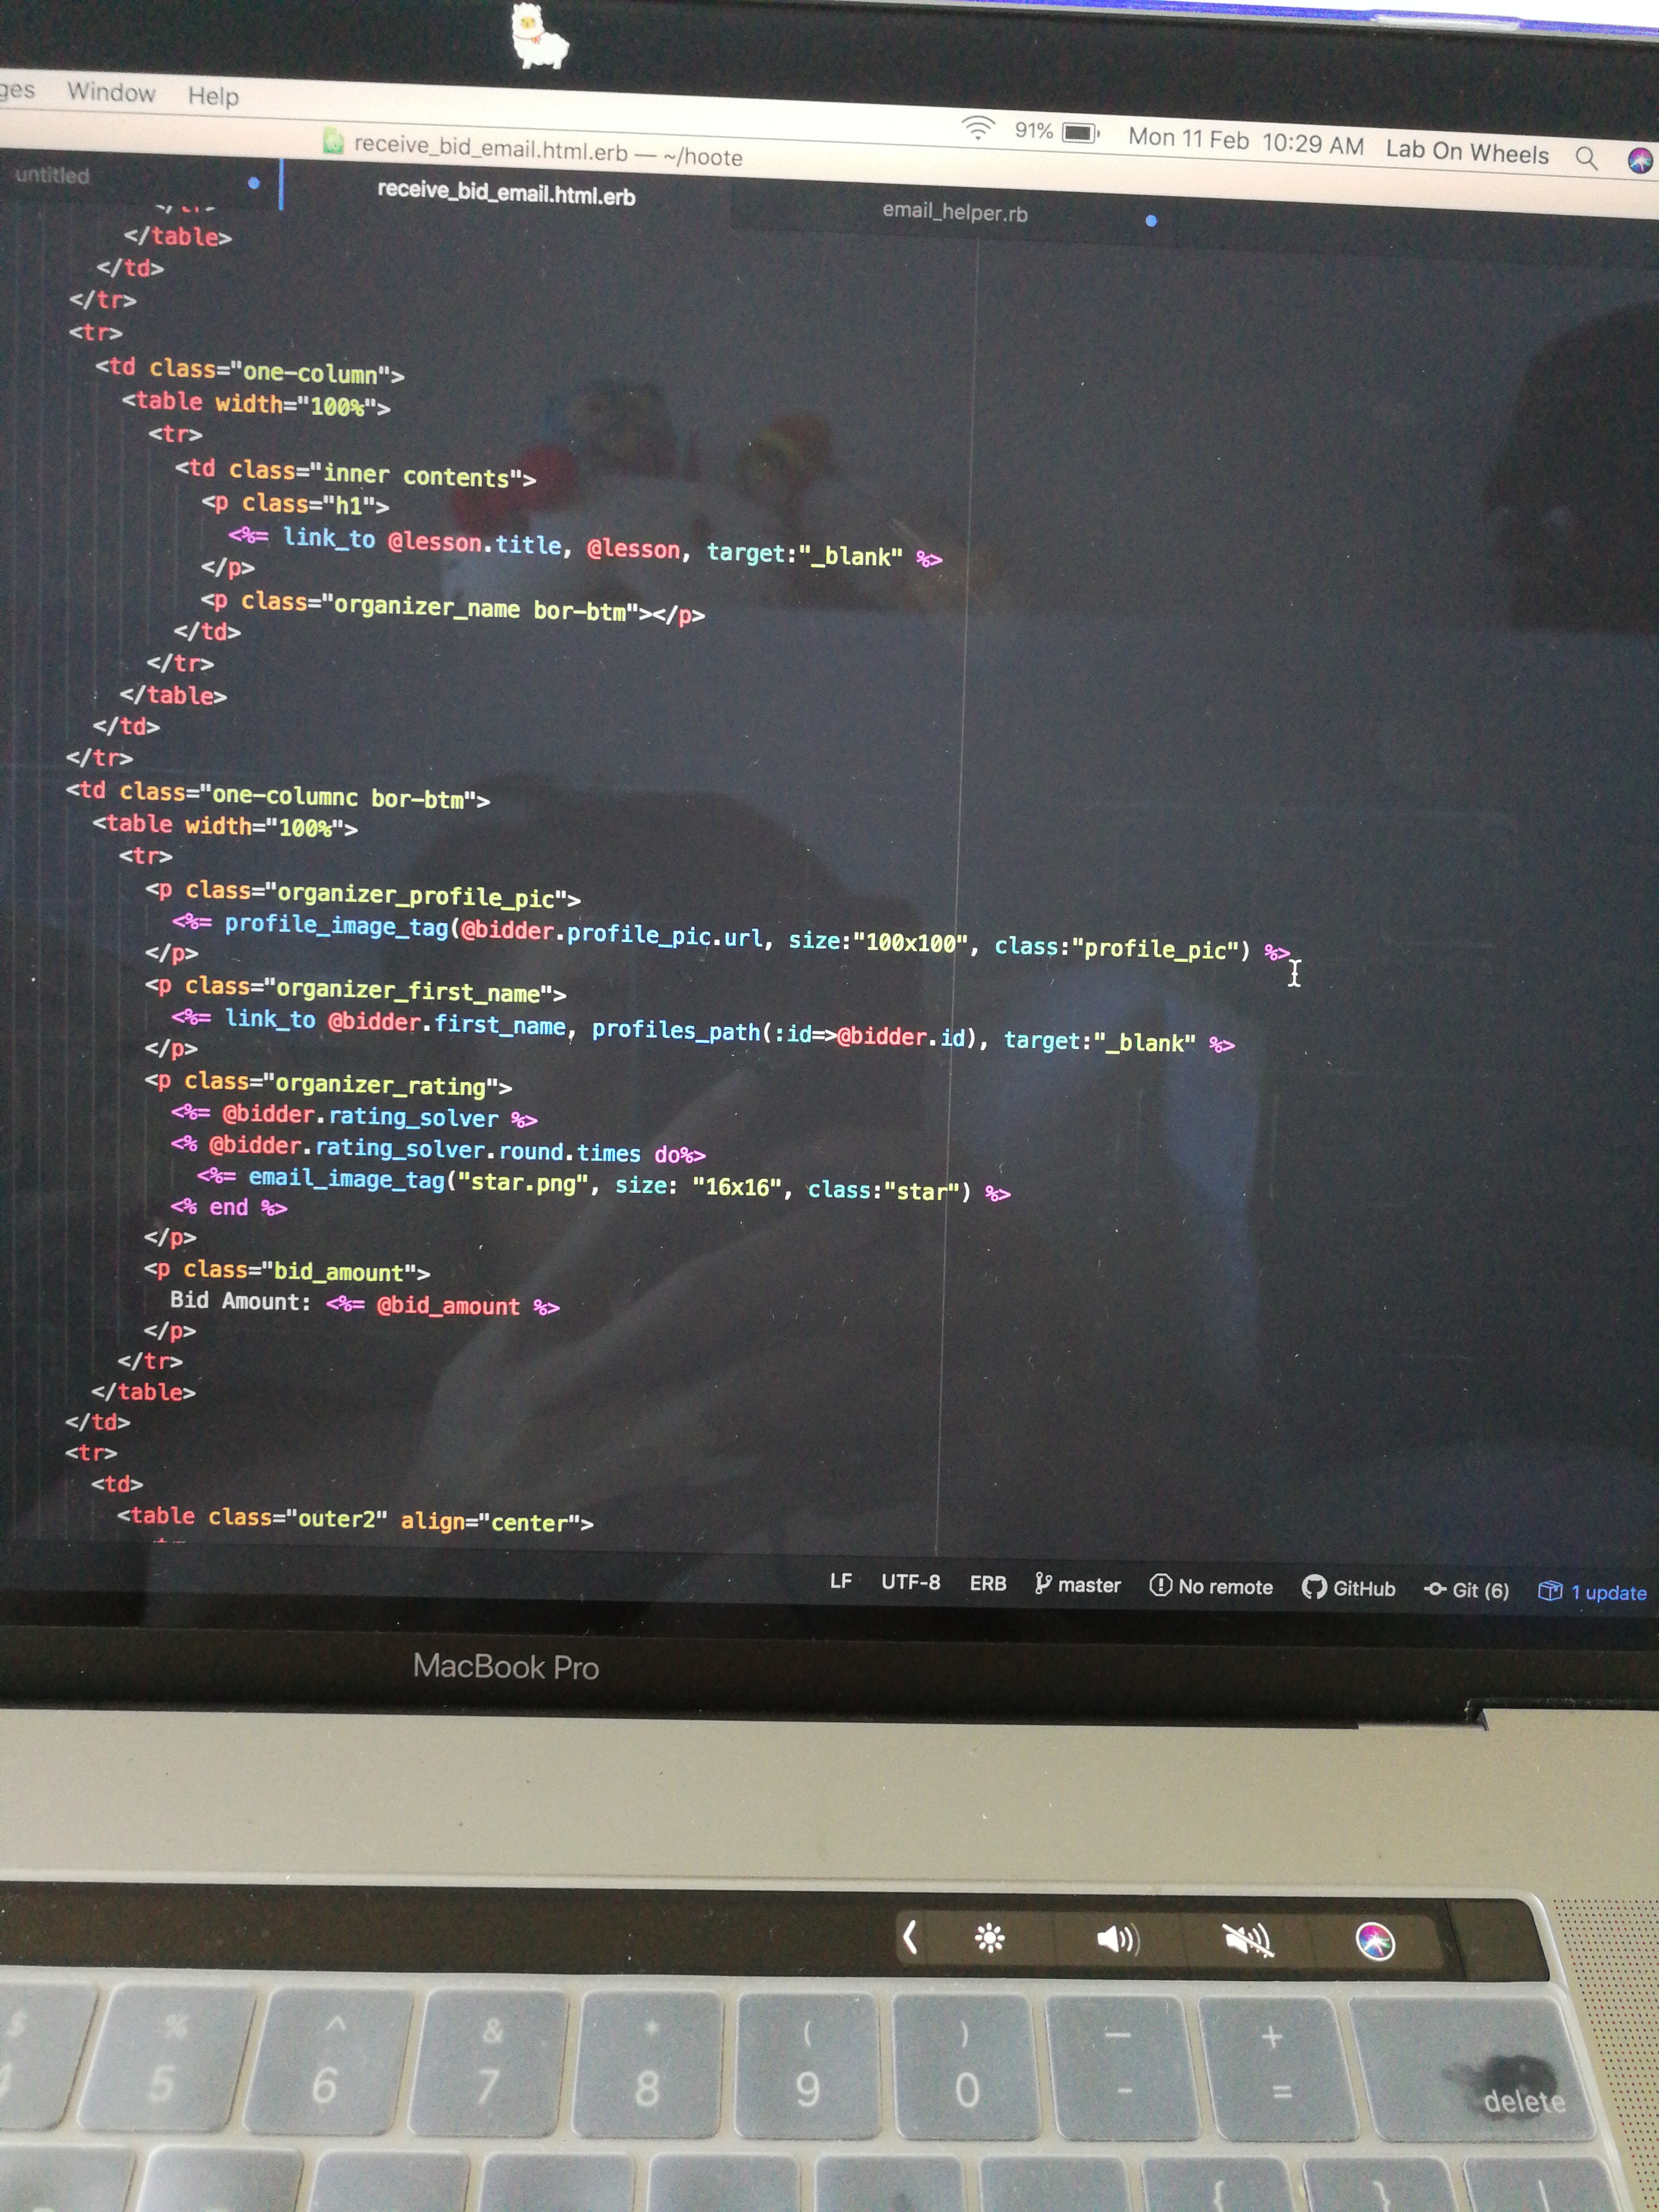 Window Help
91% Mon 11 Feb 10:29 AM Lab On Wheels
receive_bid_email.html.erb — ~/hoote
untitled receive_bid_email.html.erb email_helper.rb
</table>
</td>
</tr>
<tr>
<td class="one-column">
<table width="100%">
<tr>
<td class="inner contents">
<p class="h1">
<%= link_to @lesson.title, @lesson, target:"_blank" %>
</p>
<p class="organizer_name bor-btm"></p>
</td>
</tr>
</table>
</td>
</tr>
<td class="one-columnc bor-btm">
<table width="100%">
<tr>
<p class="organizer_profile_pic">
<%= profile_image_tag(@bidder.profile_pic.url, size:"100x100", class:"profile_pic") %>
</p>
<p class="organizer_first_name">
<%= link_to @bidder.first_name, profiles_path(:id=>@bidder.id), target:"_blank" %>
</p>
<p class="organizer_rating">
<%= @bidder.rating_solver %>
<% @bidder.rating_solver.round.times do%>
<%= email_image_tag("star.png", size: "16x16", class:"star") %>
<% end %>
</p>
<p class="bid_amount">
Bid Amount: <%= @bid_amount %>
</p>
</tr>
</table>
</td>
<tr>
<td>
<table class="outer2" align="center">
LF UTF-8 ERB master No remote GitHub Git (6) 1 update
MacBook Pro
$ % ^ & * ( ) — +
4 5 6 7 8 9 0 - = delete
{ } |